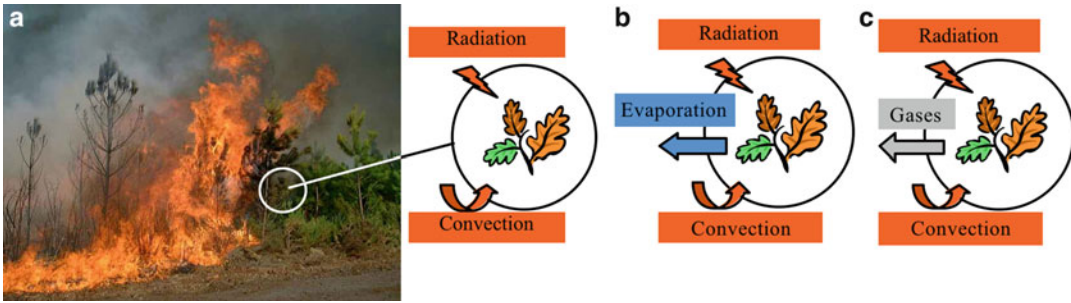 a
Radiation
Convection
b
Radiation
Evaporation
Convection
c
Radiation
Gases
Convection